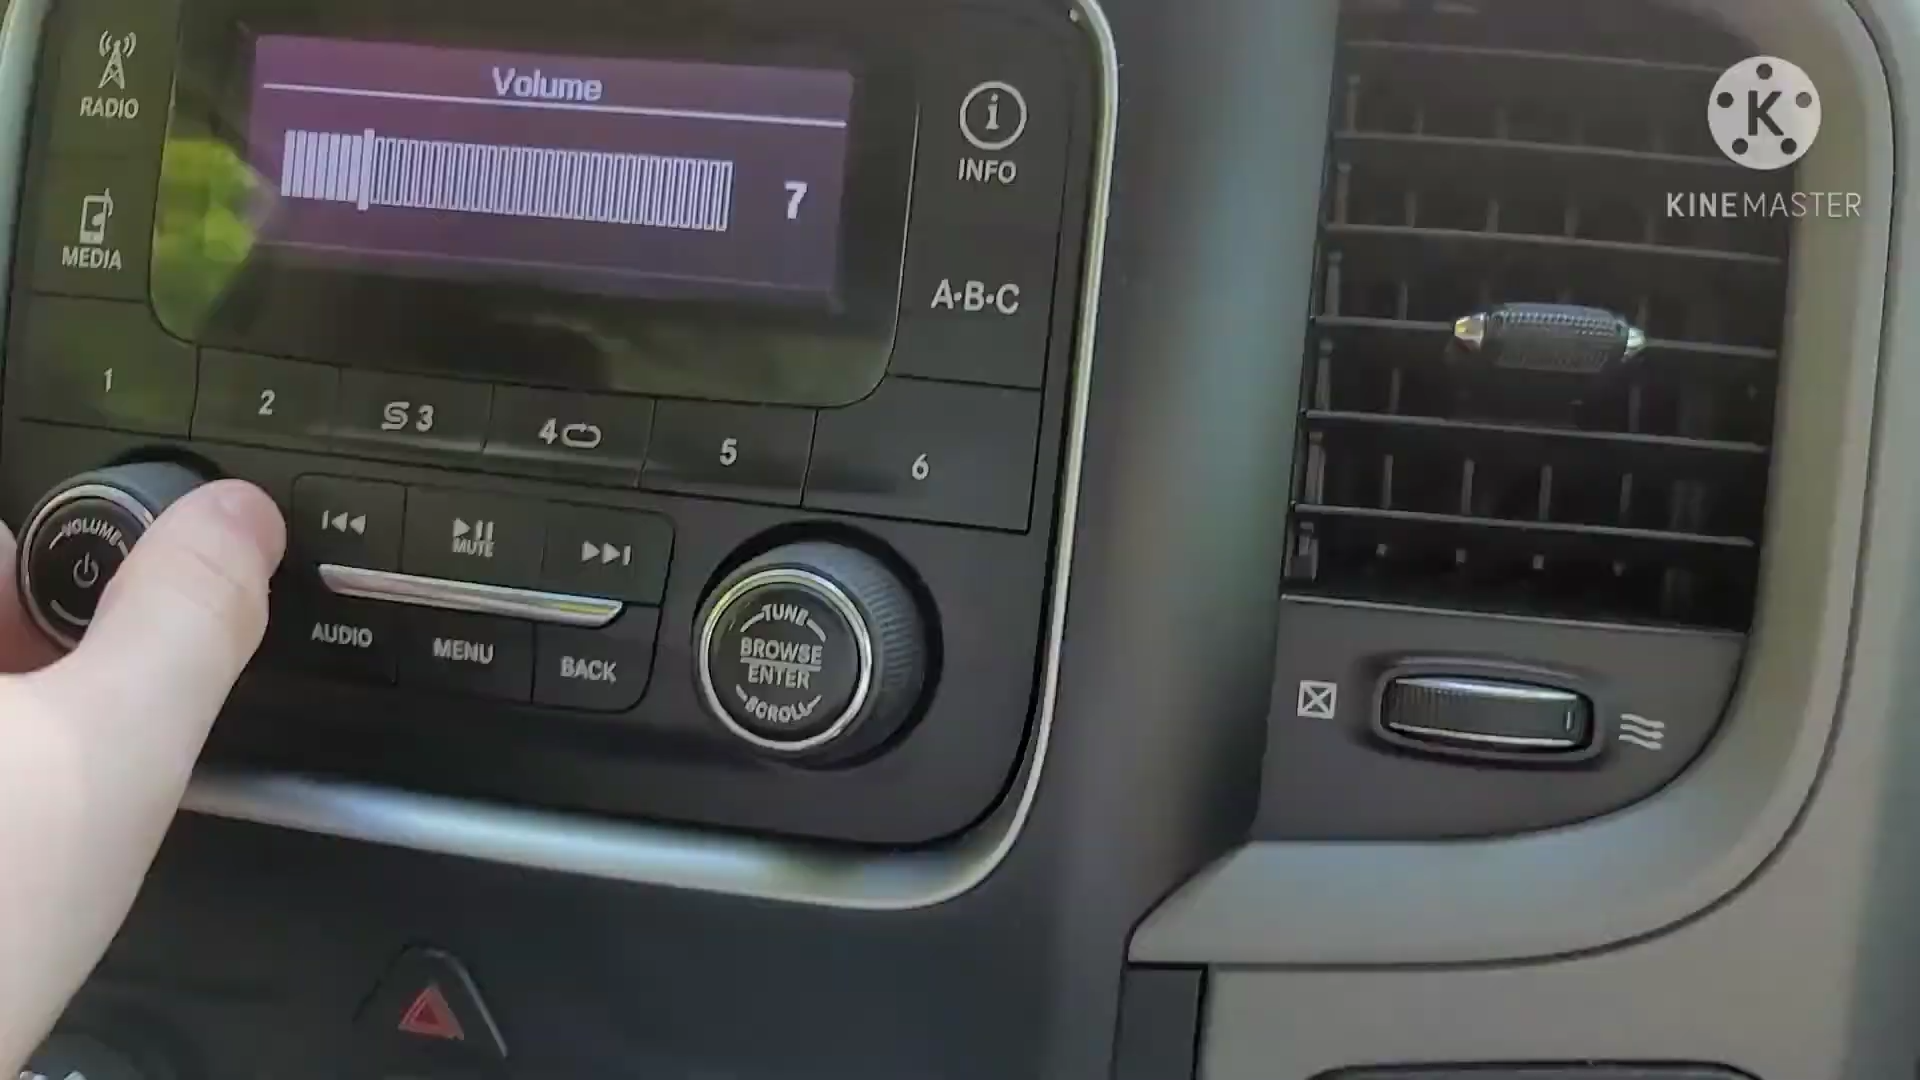 Volume
7
RADIO
MEDIA
i
INFO
A·B·C
1
2
3
4
5
6
VOLUME
MUTE
AUDIO
MENU
BACK
TUNE
BROWSE
ENTER
SCROLL
K
KINEMASTER